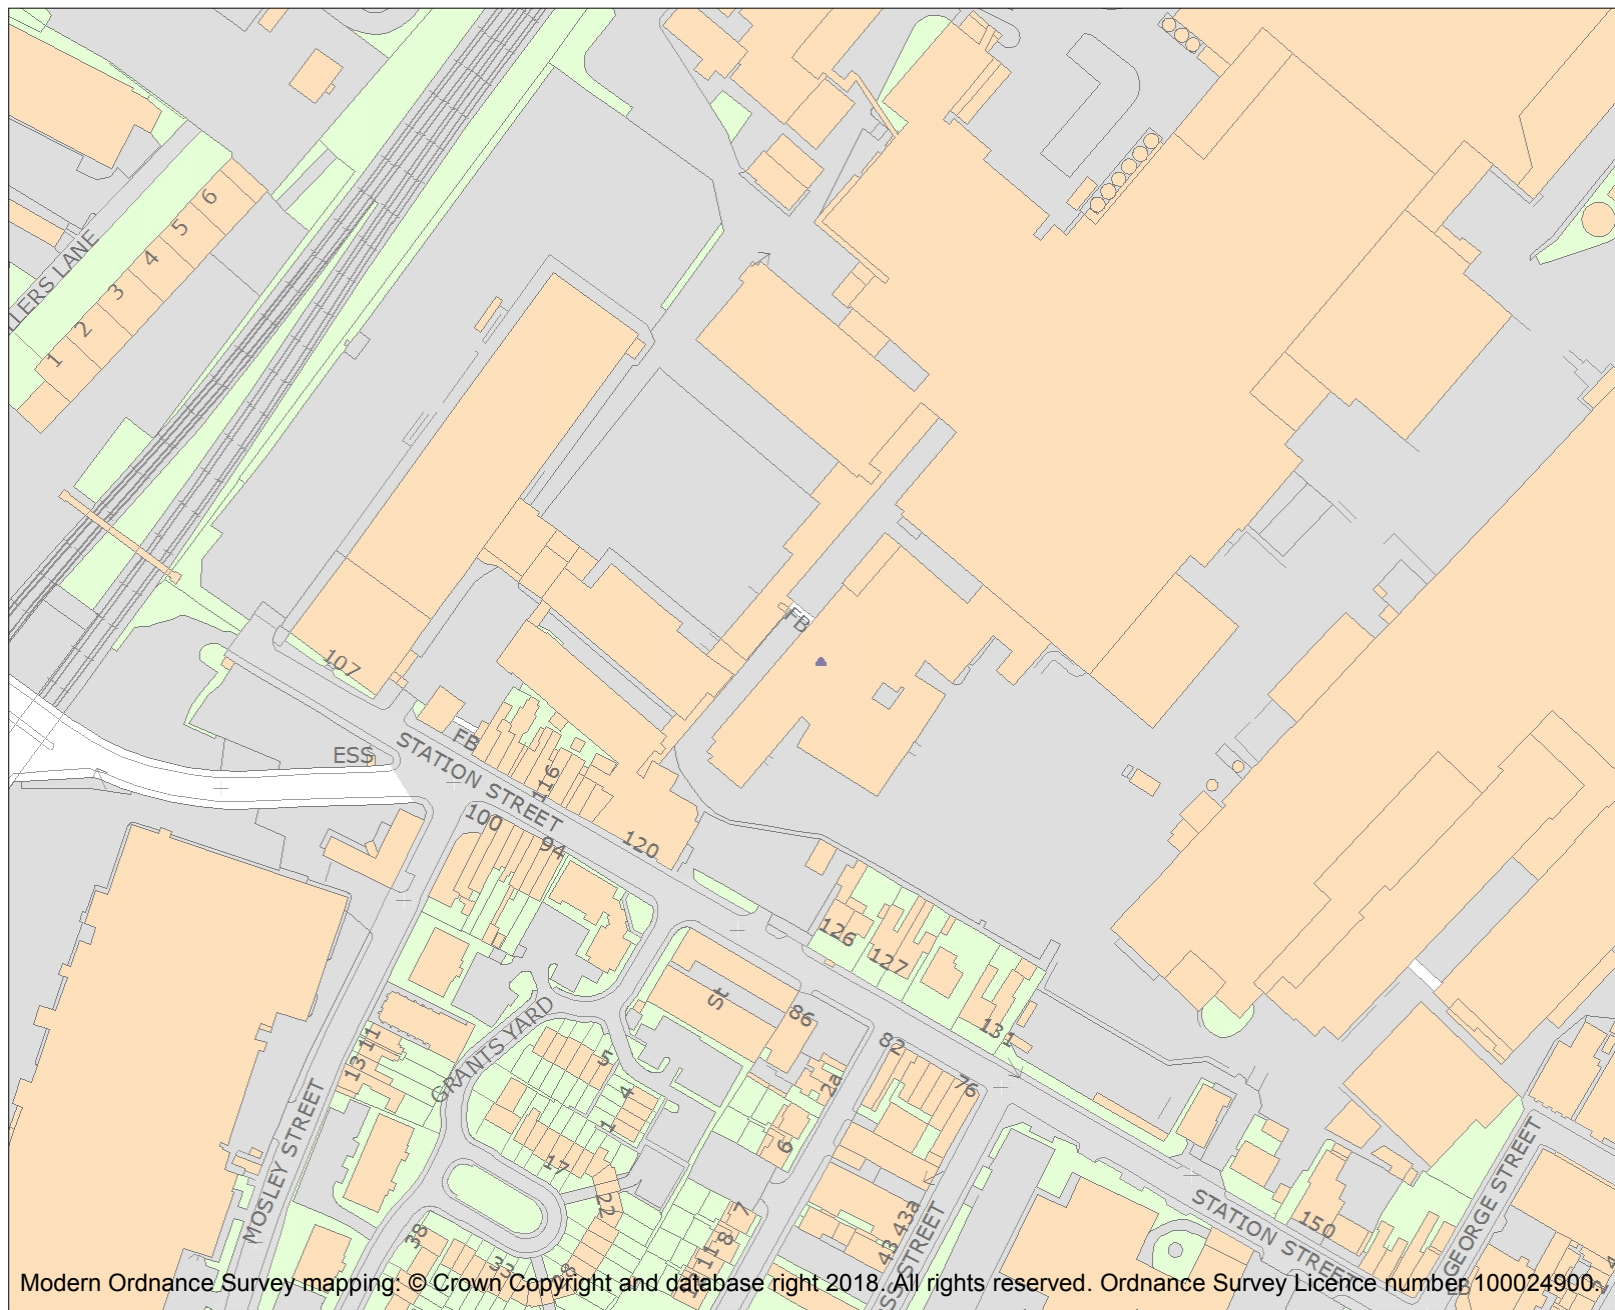 6
5
4
3
2
1
LLERS LANE
FB
107
FB
ESS
STATION STREET
116
100
94
120
126
127
St
86
131
82
76
GRANTS YARD
5
11
13
4
2a
1
6
17
MOSLEY STREET
22
7
8
11
43a
43
38
33
STATION STREET
150
GEORGE STREET
SS STREET
Modern Ordnance Survey mapping: © Crown Copyright and database right 2018. All rights reserved. Ordnance Survey Licence number 100024900.